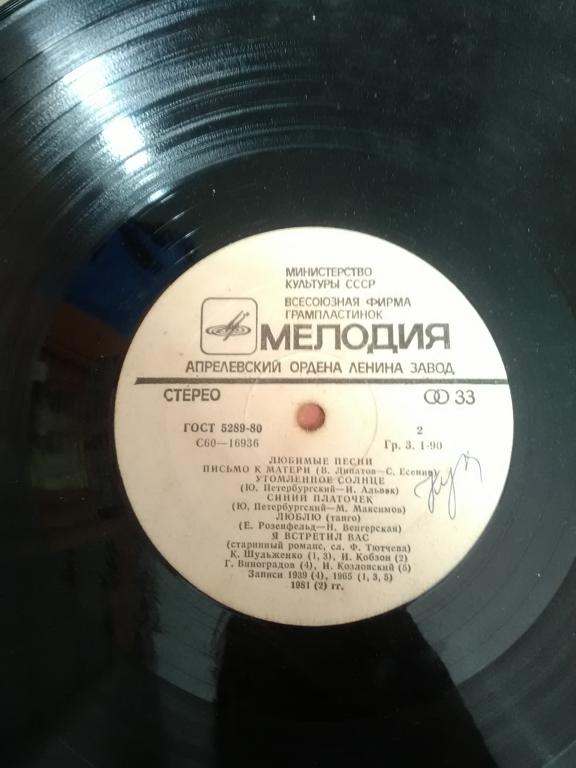 МИНИСТЕРСТВО
КУЛЬТУРЫ СССР
ВСЕСОЮЗНАЯ ФИРМА
ГРАМПЛАСТИНОК
МЕЛОДИЯ
АПРЕЛЕВСКИЙ ОРДЕНА ЛЕНИНА ЗАВОД
СТЕРЕО 33
ГОСТ 5289-80 2
С60—16936 Гр. 3. 1-90
ЛЮБИМЫЕ ПЕСНИ
ПИСЬМО К МАТЕРИ (В. Липатов—С. Есенин)
УТОМЛЕННОЕ СОЛНЦЕ
(Ю. Петербургский—И. Альвек)
СИНИЙ ПЛАТОЧЕК
(Ю. Петербургский—М. Максимов)
ЛЮБЛЮ (танго)
(Е. Розенфельд—Н. Венгерская)
Я ВСТРЕТИЛ ВАС
(старинный романс, сл. Ф. Тютчева)
К. Шульженко (1, 3), И. Кобзон (2)
Г. Виноградов (4), И. Козловский (5)
Записи 1939 (4), 1965 (1, 3, 5)
1981 (2) гг.